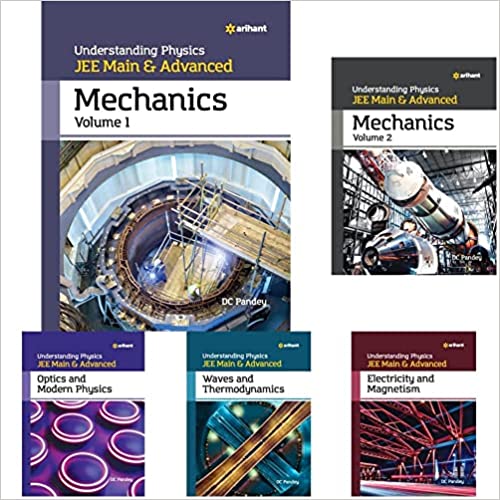 arihant
Understanding Physics
JEE Main & Advanced
Mechanics
Volume 1
DC Pandey
arihant
Understanding Physics
JEE Main & Advanced
Mechanics
Volume 2
DC Pandey
arihant
Understanding Physics
JEE Main & Advanced
Optics and
Modern Physics
DC Pandey
arihant
Understanding Physics
JEE Main & Advanced
Waves and
Thermodynamics
DC Pandey
arihant
Understanding Physics
JEE Main & Advanced
Electricity and
Magnetism
DC Pandey